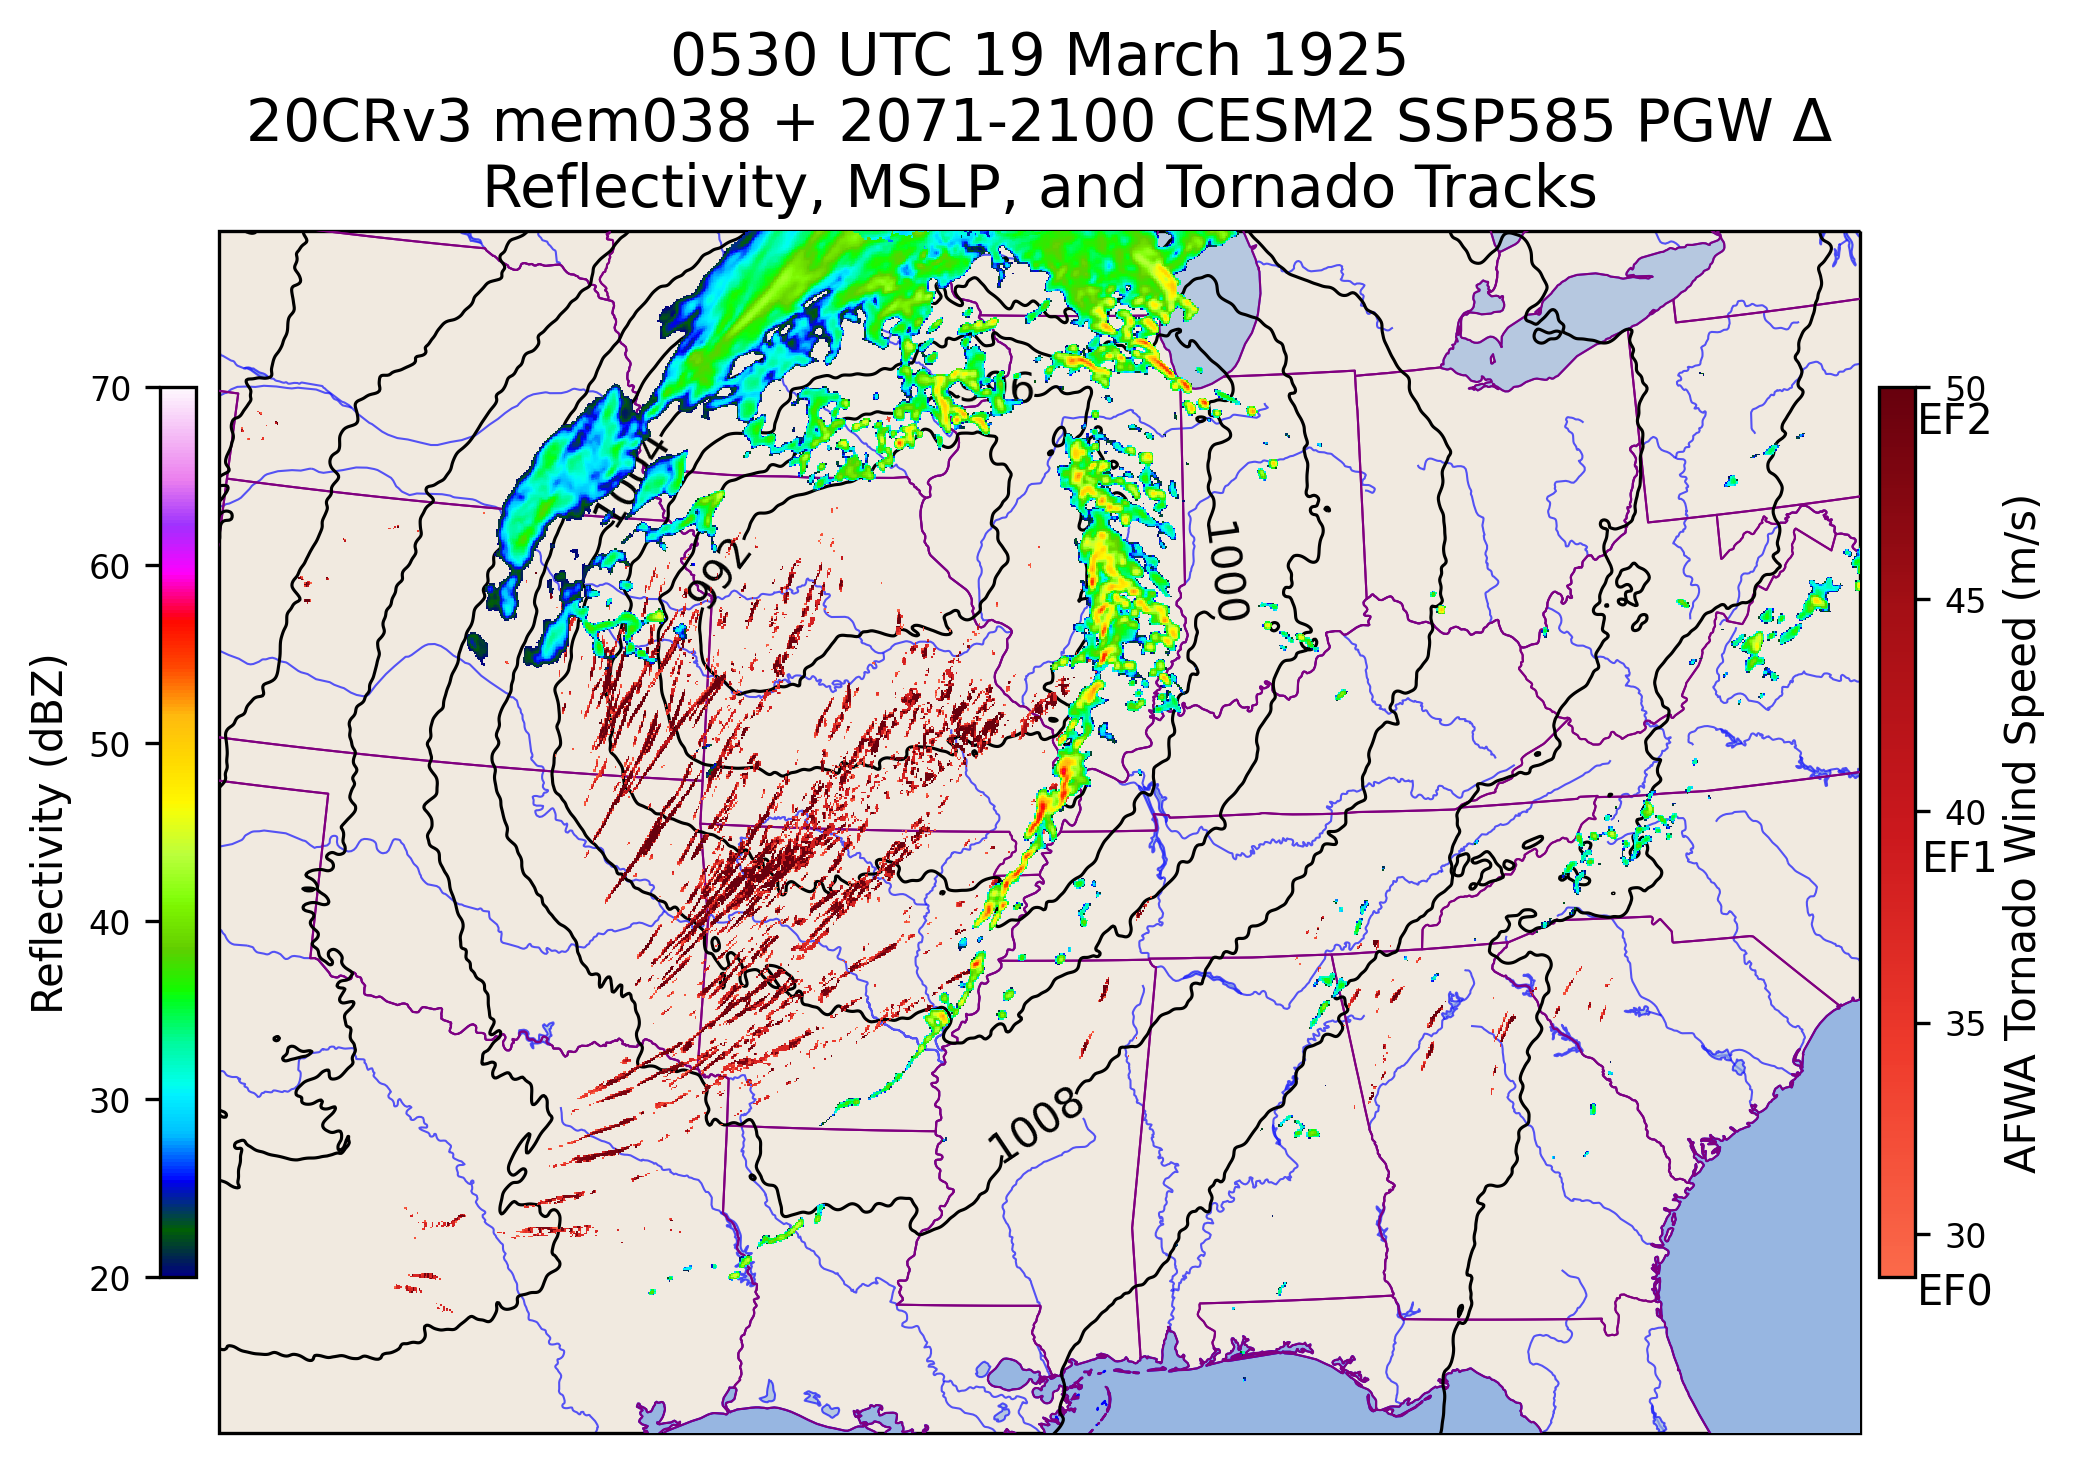 0530 UTC 19 March 1925
20CRv3 mem038 + 2071-2100 CESM2 SSP585 PGW Δ
Reflectivity, MSLP, and Tornado Tracks
70
60
50
40
30
20
Reflectivity (dBZ)
1004
992
1000
1008
50
EF2
45
40
EF1
35
30
EF0
AFWA Tornado Wind Speed (m/s)